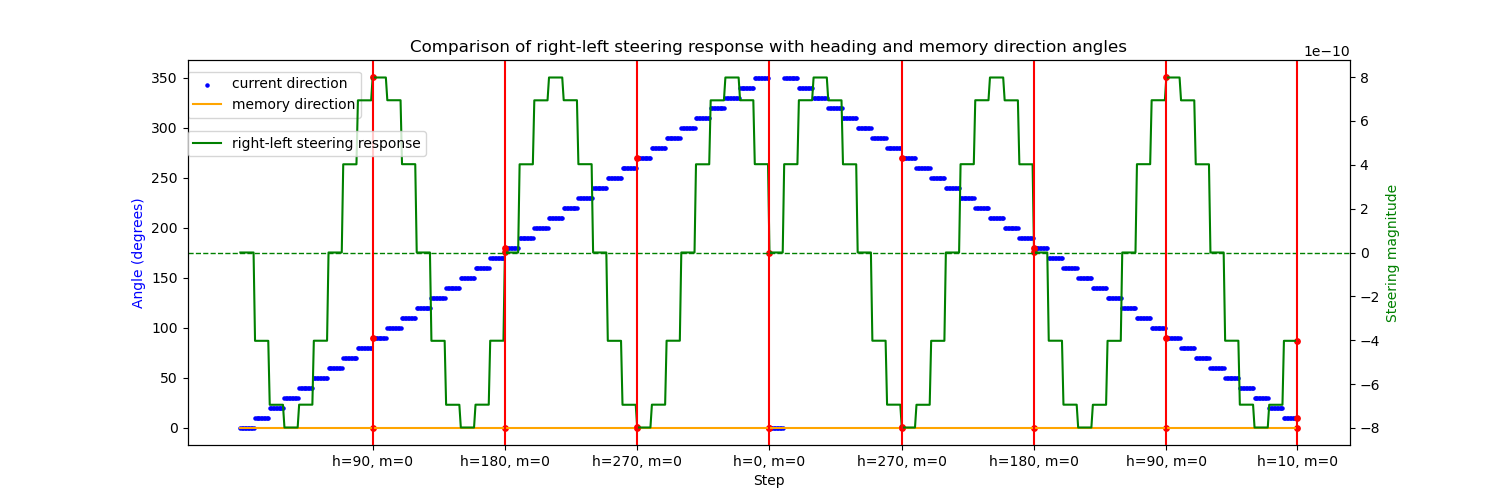 Comparison of right-left steering response with heading and memory direction angles
1e−10
current direction
memory direction
right-left steering response
Angle (degrees)
350
300
250
200
150
100
50
0
8
6
4
2
0
−2
−4
−6
−8
Steering magnitude
h=90, m=0 h=180, m=0 h=270, m=0 h=0, m=0 h=270, m=0 h=180, m=0 h=90, m=0 h=10, m=0
Step